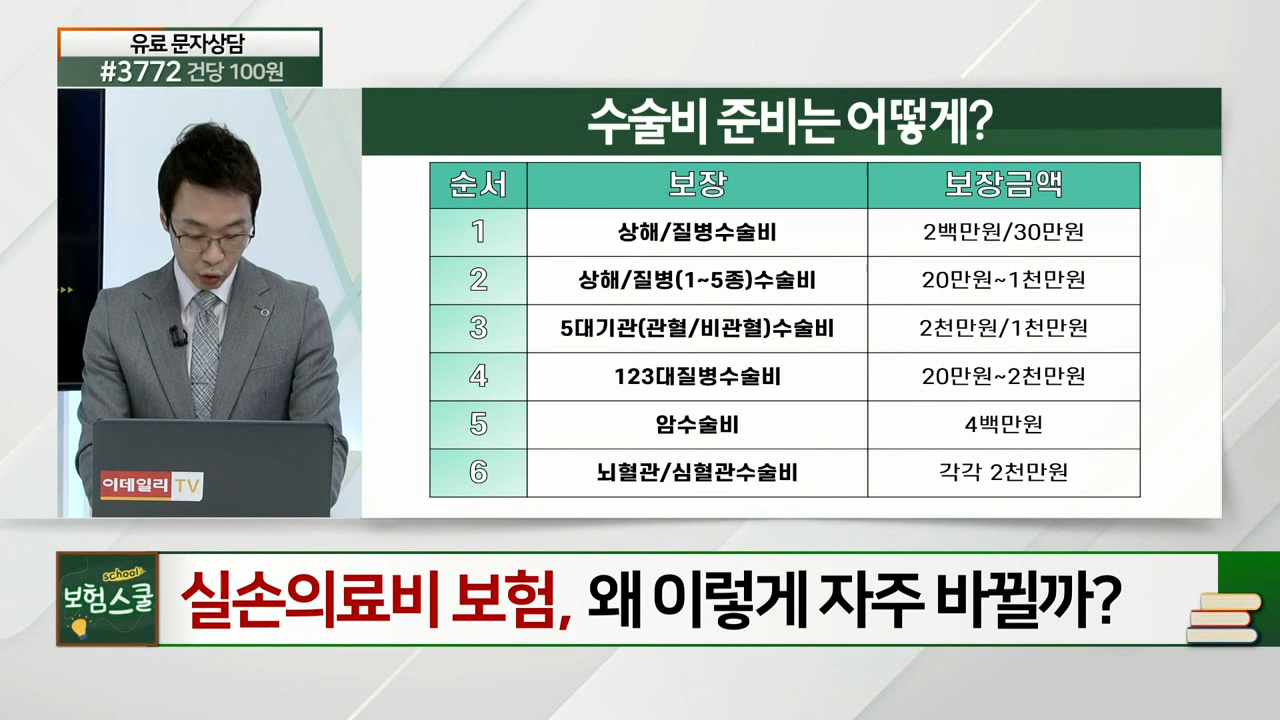 유료 문자상담
#3772 건당 100원
수술비 준비는 어떻게?
순서 보장 보장금액
1 상해/질병수술비 2백만원/30만원
2 상해/질병(1~5종)수술비 20만원~1천만원
3 5대기관(관혈/비관혈)수술비 2천만원/1천만원
4 123대질병수술비 20만원~2천만원
5 암수술비 4백만원
6 뇌혈관/심혈관수술비 각각 2천만원
이데일리 TV
school
보험스쿨
실손의료비 보험, 왜 이렇게 자주 바뀔까?